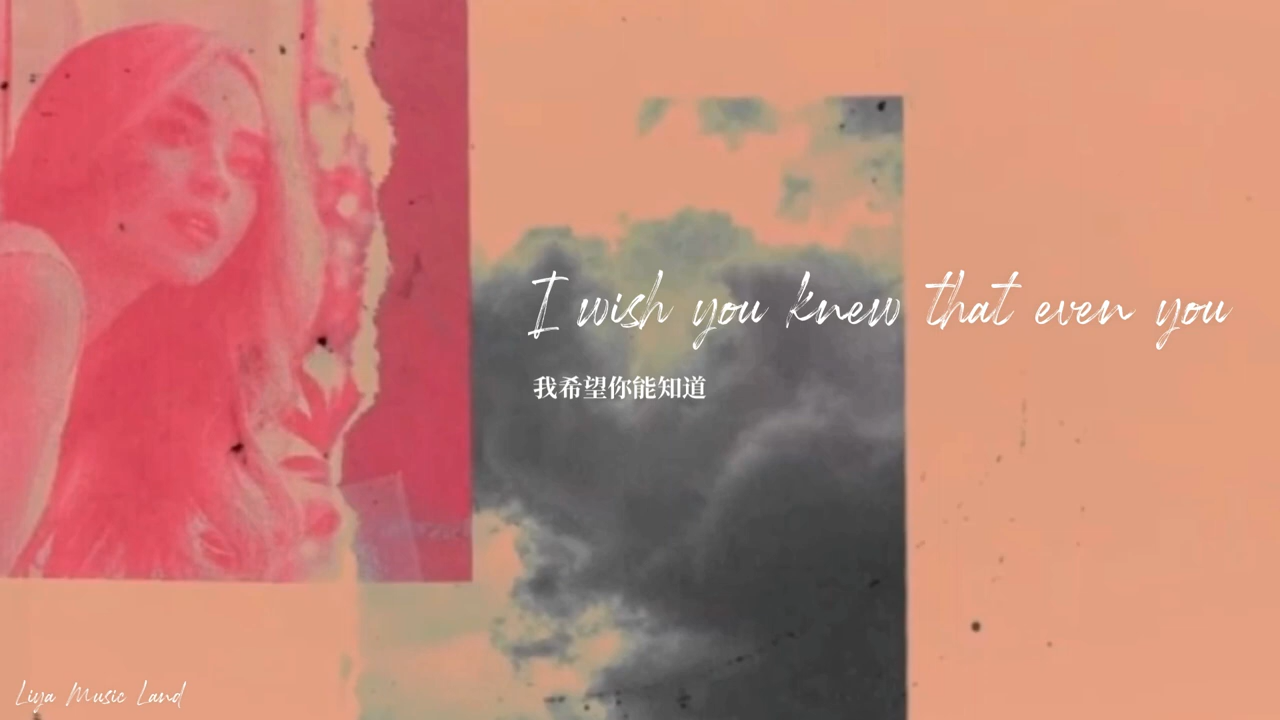 I wish you knew that even you
我希望你能知道
Liya Music Land